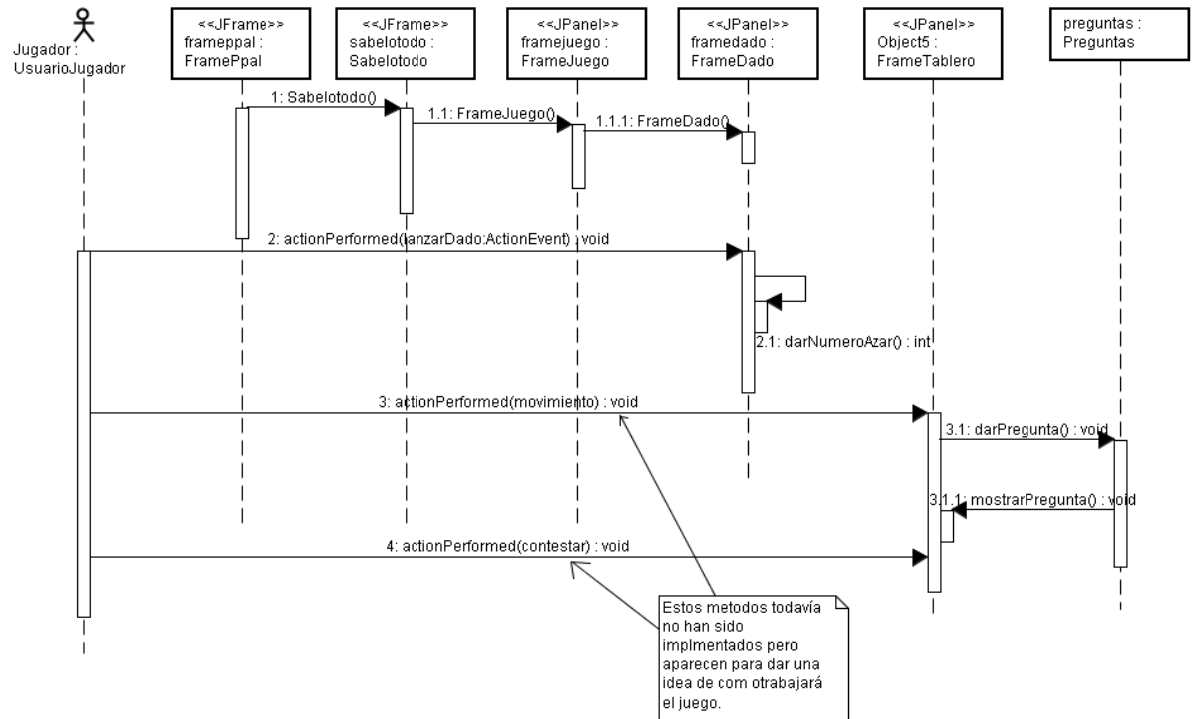 Jugador :
UsuarioJugador
<<JFrame>>
frameppal :
FramePpal
<<JFrame>>
sabelotodo :
Sabelotodo
<<JPanel>>
framejuego :
FrameJuego
<<JPanel>>
framedado :
FrameDado
<<JPanel>>
Object5 :
FrameTablero
preguntas :
Preguntas
1: Sabelotodo()
1.1: FrameJuego()
1.1.1: FrameDado()
2: actionPerformed(lanzarDado:ActionEvent) : void
2.1: darNumeroAzar() : int
3: actionPerformed(movimiento) : void
3.1: darPregunta() : void
3.1.1: mostrarPregunta() : void
4: actionPerformed(contestar) : void
Estos metodos todavía
no han sido
implmentados pero
aparecen para dar una
idea de com otrabajará
el juego.